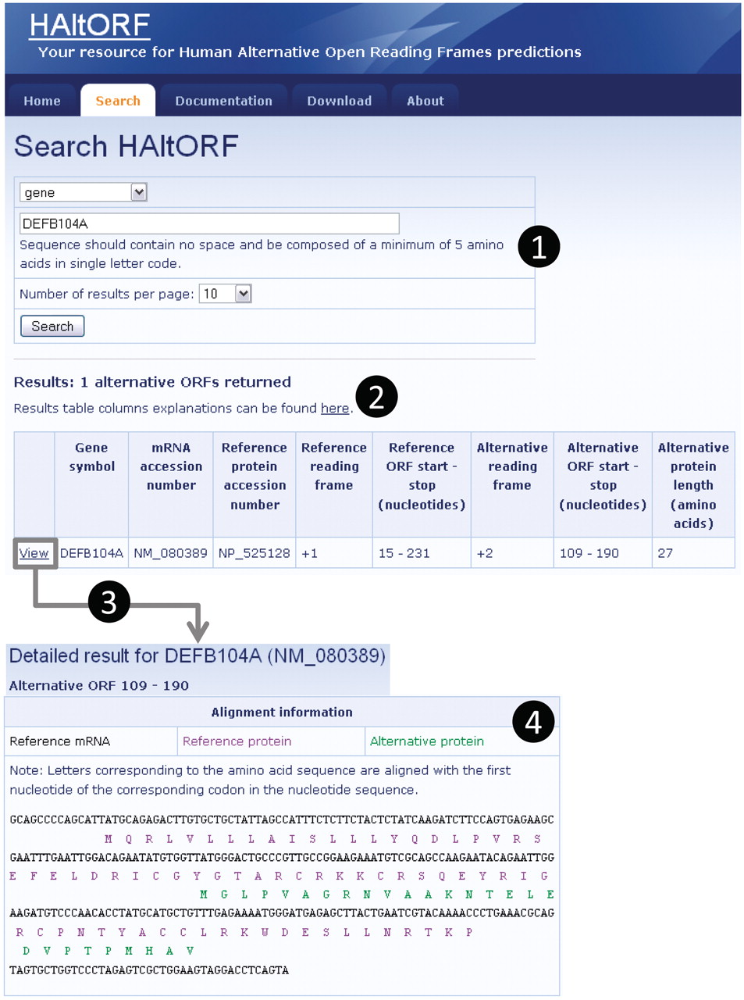 HAltORF
Your resource for Human Alternative Open Reading Frames predictions
Home Search Documentation Download About
Search HAltORF
gene
DEFB104A
Sequence should contain no space and be composed of a minimum of 5 amino
acids in single letter code.
1
Number of results per page: 10
Search
Results: 1 alternative ORFs returned
2
Results table columns explanations can be found here.
Gene symbol mRNA accession number Reference protein accession number Reference reading frame Reference ORF start - stop (nucleotides) Alternative reading frame Alternative ORF start - stop (nucleotides) Alternative protein length (amino acids)
View DEFB104A NM_080389 NP_525128 +1 15 - 231 +2 109 - 190 27
3
Detailed result for DEFB104A (NM_080389)
Alternative ORF 109 - 190
Alignment information
4
Reference mRNA Reference protein Alternative protein
Note: Letters corresponding to the amino acid sequence are aligned with the first
nucleotide of the corresponding codon in the nucleotide sequence.
GCAGCCCCAGCATTATGCAGAGACTTGTGCTGCTATTAGCCATTTCTCTTCTACTCTATCAAGATCTTCCAGTGAGAAGC
M Q R L V L L L A I S L L L Y Q D L P V R S
GAATTTGAATTGGACAGAATATGTGGTTATGGGACTGCCCGTTGCCGGAAGAAATGTCGCAGCCAAGAATACAGAATTGG
E F E L D R I C G Y G T A R C R K K C R S Q E Y R I G
M G L P V A G R N V A A K N T E L E
AAGATGTCCCAACACCTATGCATGCTGTTTGAGAAAATGGGATGAGAGCTTACTGAATCGTACAAAACCCTGAAACGCAG
R C P N T Y A C C L R K W D E S L L N R T K P
D V P T P M H A V
TAGTGCTGGTCCCTAGAGTCGCTGGAAGTAGGACCTCAGTA